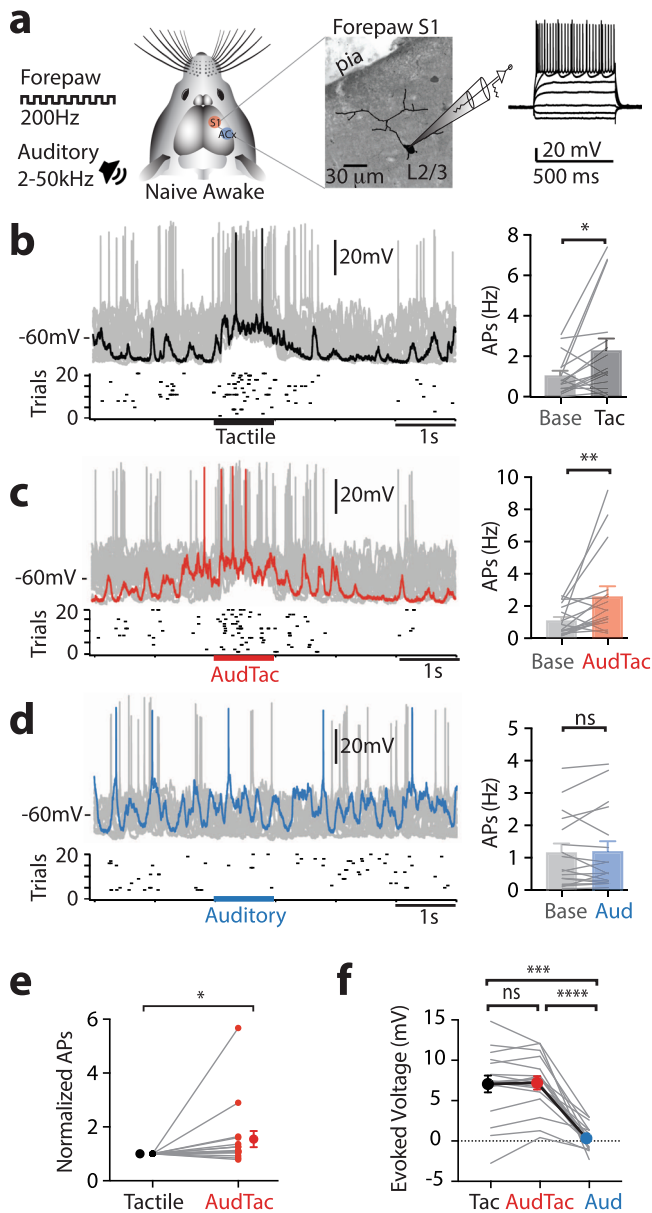 a
Forepaw S1
Forepaw
200Hz
Auditory
2-50kHz
S1
ACx
Naive Awake
pia
30 µm
L2/3
20 mV
500 ms
b
20mV
-60mV
Trials
20
10
0
Tactile
1s
*
APs (Hz)
8
6
4
2
0
Base
Tac
c
20mV
-60mV
Trials
20
10
0
AudTac
1s
**
APs (Hz)
10
8
6
4
2
0
Base
AudTac
d
20mV
-60mV
Trials
20
10
0
Auditory
1s
ns
APs (Hz)
5
4
3
2
1
0
Base
Aud
e
*
Normalized APs
6
4
2
0
Tactile
AudTac
f
***
ns
****
Evoked Voltage (mV)
15
10
5
0
-5
Tac
AudTac
Aud